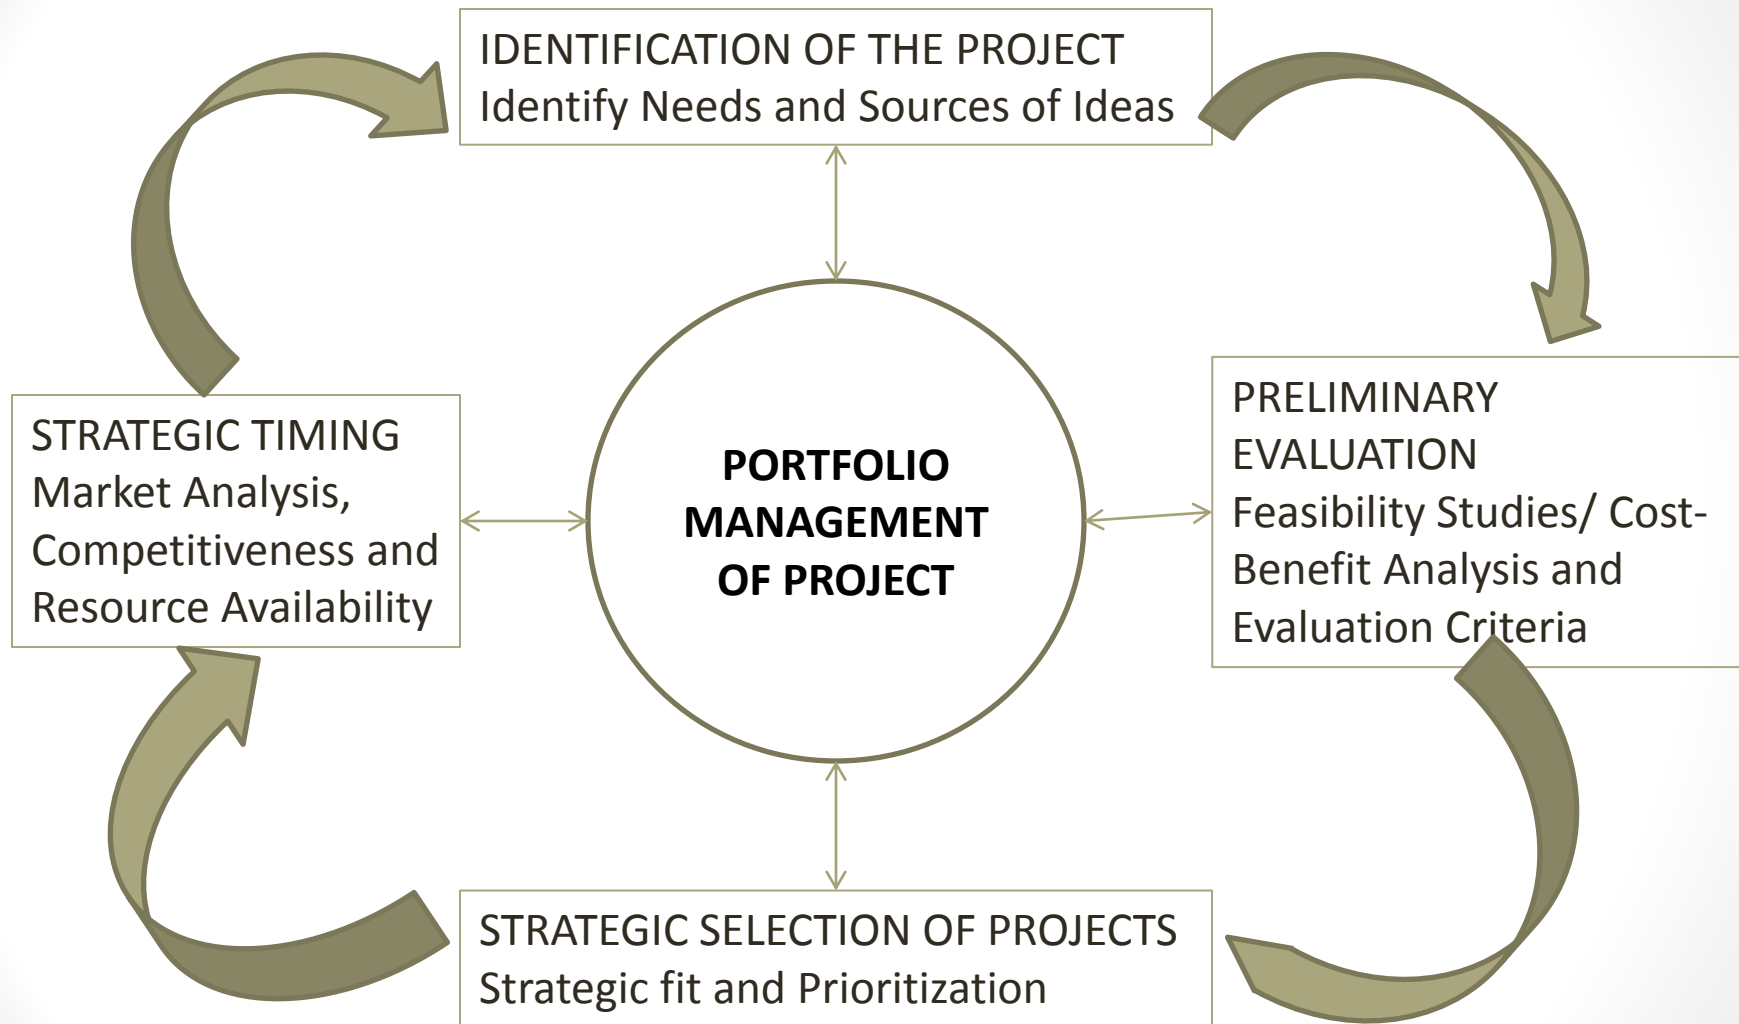 IDENTIFICATION OF THE PROJECT
Identify Needs and Sources of Ideas
STRATEGIC TIMING
Market Analysis,
Competitiveness and
Resource Availability
PORTFOLIO
MANAGEMENT
OF PROJECT
PRELIMINARY
EVALUATION
Feasibility Studies/ Cost-
Benefit Analysis and
Evaluation Criteria
STRATEGIC SELECTION OF PROJECTS
Strategic fit and Prioritization